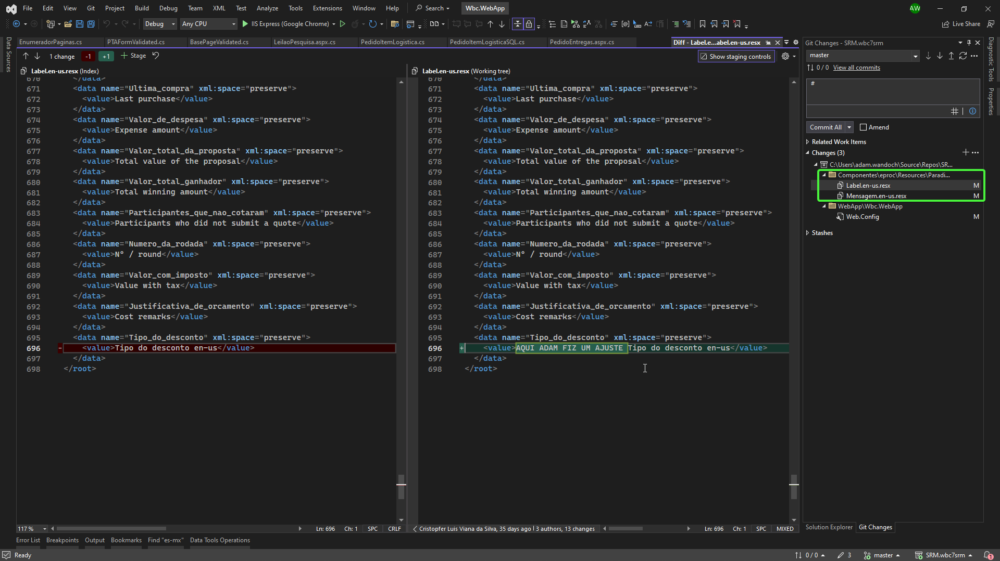 File Edit View Git Project Build Debug Team XML Test Analyze Tools Extensions Window Help Search Wbc.WebApp AW
Debug Any CPU IIS Express (Google Chrome) Live Share
EnumeradorPaginas.cs PTAFormValidated.cs BasePageValidated.cs LeilaoPesquisa.aspx.cs PedidoItemLogistica.cs PedidoItemLogisticaSQL.cs PedidoEntregas.aspx.cs Diff - Label.e...abel.en-us.resx
1 change -1 +1 Stage Show staging controls
Data Sources
Label.en-us.resx (Index)
670 </data>
671 <data name="Ultima_compra" xml:space="preserve">
672 <value>Last purchase</value>
673 </data>
674 <data name="Valor_de_despesa" xml:space="preserve">
675 <value>Expense amount</value>
676 </data>
677 <data name="Valor_total_da_proposta" xml:space="preserve">
678 <value>Total value of the proposal</value>
679 </data>
680 <data name="Valor_total_ganhador" xml:space="preserve">
681 <value>Total winning amount</value>
682 </data>
683 <data name="Participantes_que_nao_cotaram" xml:space="preserve">
684 <value>Participants who did not submit a quote</value>
685 </data>
686 <data name="Numero_da_rodada" xml:space="preserve">
687 <value>Nº / round</value>
688 </data>
689 <data name="Valor_com_imposto" xml:space="preserve">
690 <value>Value with tax</value>
691 </data>
692 <data name="Justificativa_de_orcamento" xml:space="preserve">
693 <value>Cost remarks</value>
694 </data>
695 <data name="Tipo_do_desconto" xml:space="preserve">
696 - <value>Tipo do desconto en-us</value>
697 </data>
698 </root>
117 % Ln: 696 Ch: 1 SPC CRLF
Label.en-us.resx (Working tree)
670 </data>
671 <data name="Ultima_compra" xml:space="preserve">
672 <value>Last purchase</value>
673 </data>
674 <data name="Valor_de_despesa" xml:space="preserve">
675 <value>Expense amount</value>
676 </data>
677 <data name="Valor_total_da_proposta" xml:space="preserve">
678 <value>Total value of the proposal</value>
679 </data>
680 <data name="Valor_total_ganhador" xml:space="preserve">
681 <value>Total winning amount</value>
682 </data>
683 <data name="Participantes_que_nao_cotaram" xml:space="preserve">
684 <value>Participants who did not submit a quote</value>
685 </data>
686 <data name="Numero_da_rodada" xml:space="preserve">
687 <value>Nº / round</value>
688 </data>
689 <data name="Valor_com_imposto" xml:space="preserve">
690 <value>Value with tax</value>
691 </data>
692 <data name="Justificativa_de_orcamento" xml:space="preserve">
693 <value>Cost remarks</value>
694 </data>
695 <data name="Tipo_do_desconto" xml:space="preserve">
696 + <value>AQUI ADAM FIZ UM AJUSTE Tipo do desconto en-us</value>
697 </data>
698 </root>
Cristopfer Luis Viana da Silva, 35 days ago | 3 authors, 13 changes Ln: 696 Ch: 1 SPC MIXED
Git Changes - SRM.wbc7srm
master
0 / 0 View all commits
#
Commit All Amend
Related Work Items
Changes (3)
C:\Users\adam.wandoch\Source\Repos\SR...
Componentes\eproc\Resources\Paradi...
Label.en-us.resx M
Mensagem.en-us.resx M
WebApp\Wbc.WebApp
Web.Config M
Stashes
Solution Explorer Git Changes
Diagnostic Tools
Properties
Error List Breakpoints Output Bookmarks Find "es-mx" Data Tools Operations
Ready 0 / 0 3 master SRM.wbc7srm 1